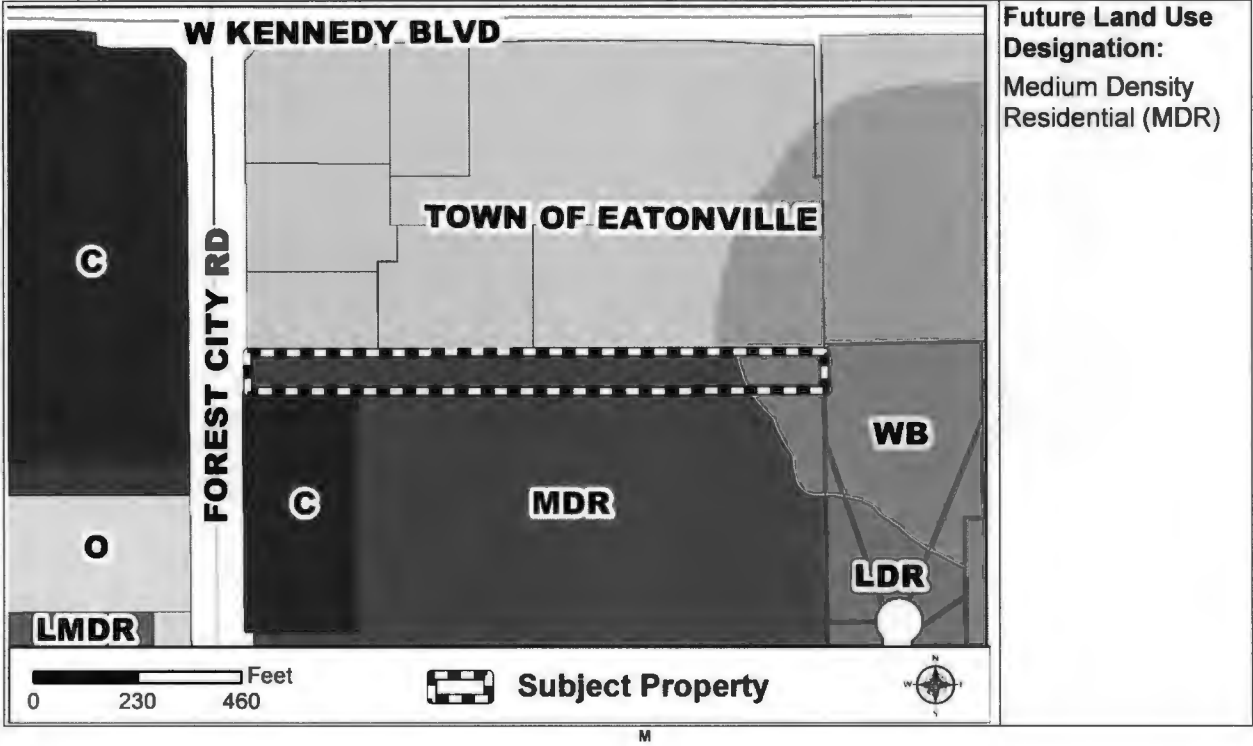 W KENNEDY BLVD
TOWN OF EATONVILLE
C
FOREST CITY RD
WB
C
MDR
O
LDR
LMDR
Feet
0 230 460
Subject Property
N
W
S
Future Land Use
Designation:
Medium Density
Residential (MDR)
M